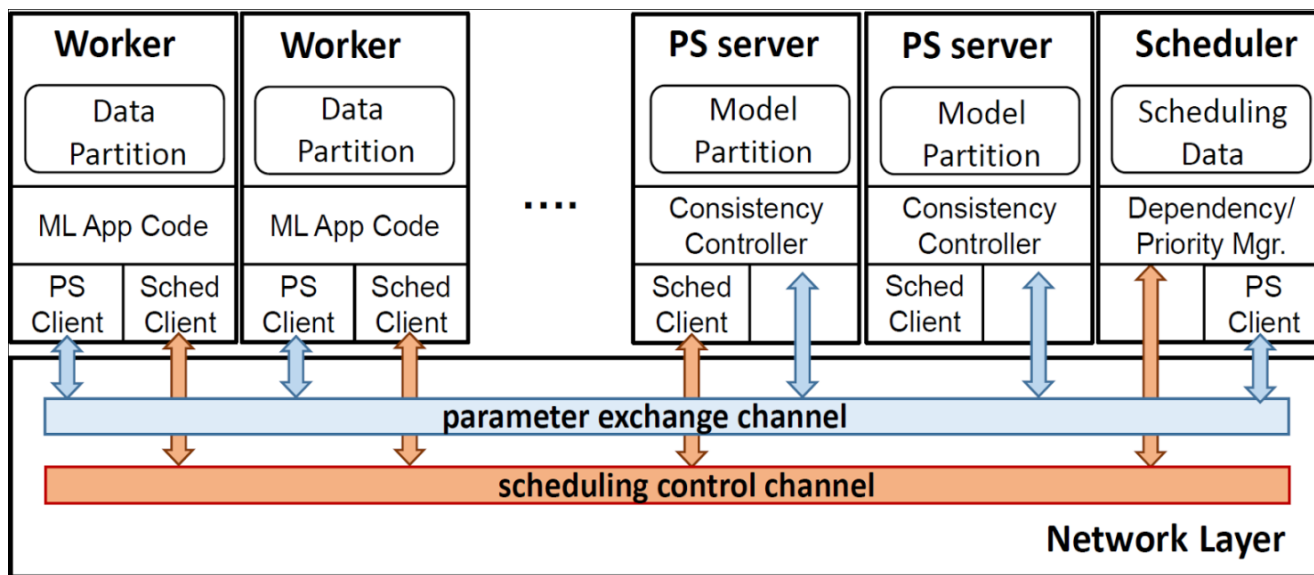 Worker
Data
Partition
ML App Code
PS
Client
Sched
Client
Worker
Data
Partition
ML App Code
PS
Client
Sched
Client
....
PS server
Model
Partition
Consistency
Controller
Sched
Client
PS server
Model
Partition
Consistency
Controller
Sched
Client
Scheduler
Scheduling
Data
Dependency/
Priority Mgr.
PS
Client
parameter exchange channel
scheduling control channel
Network Layer